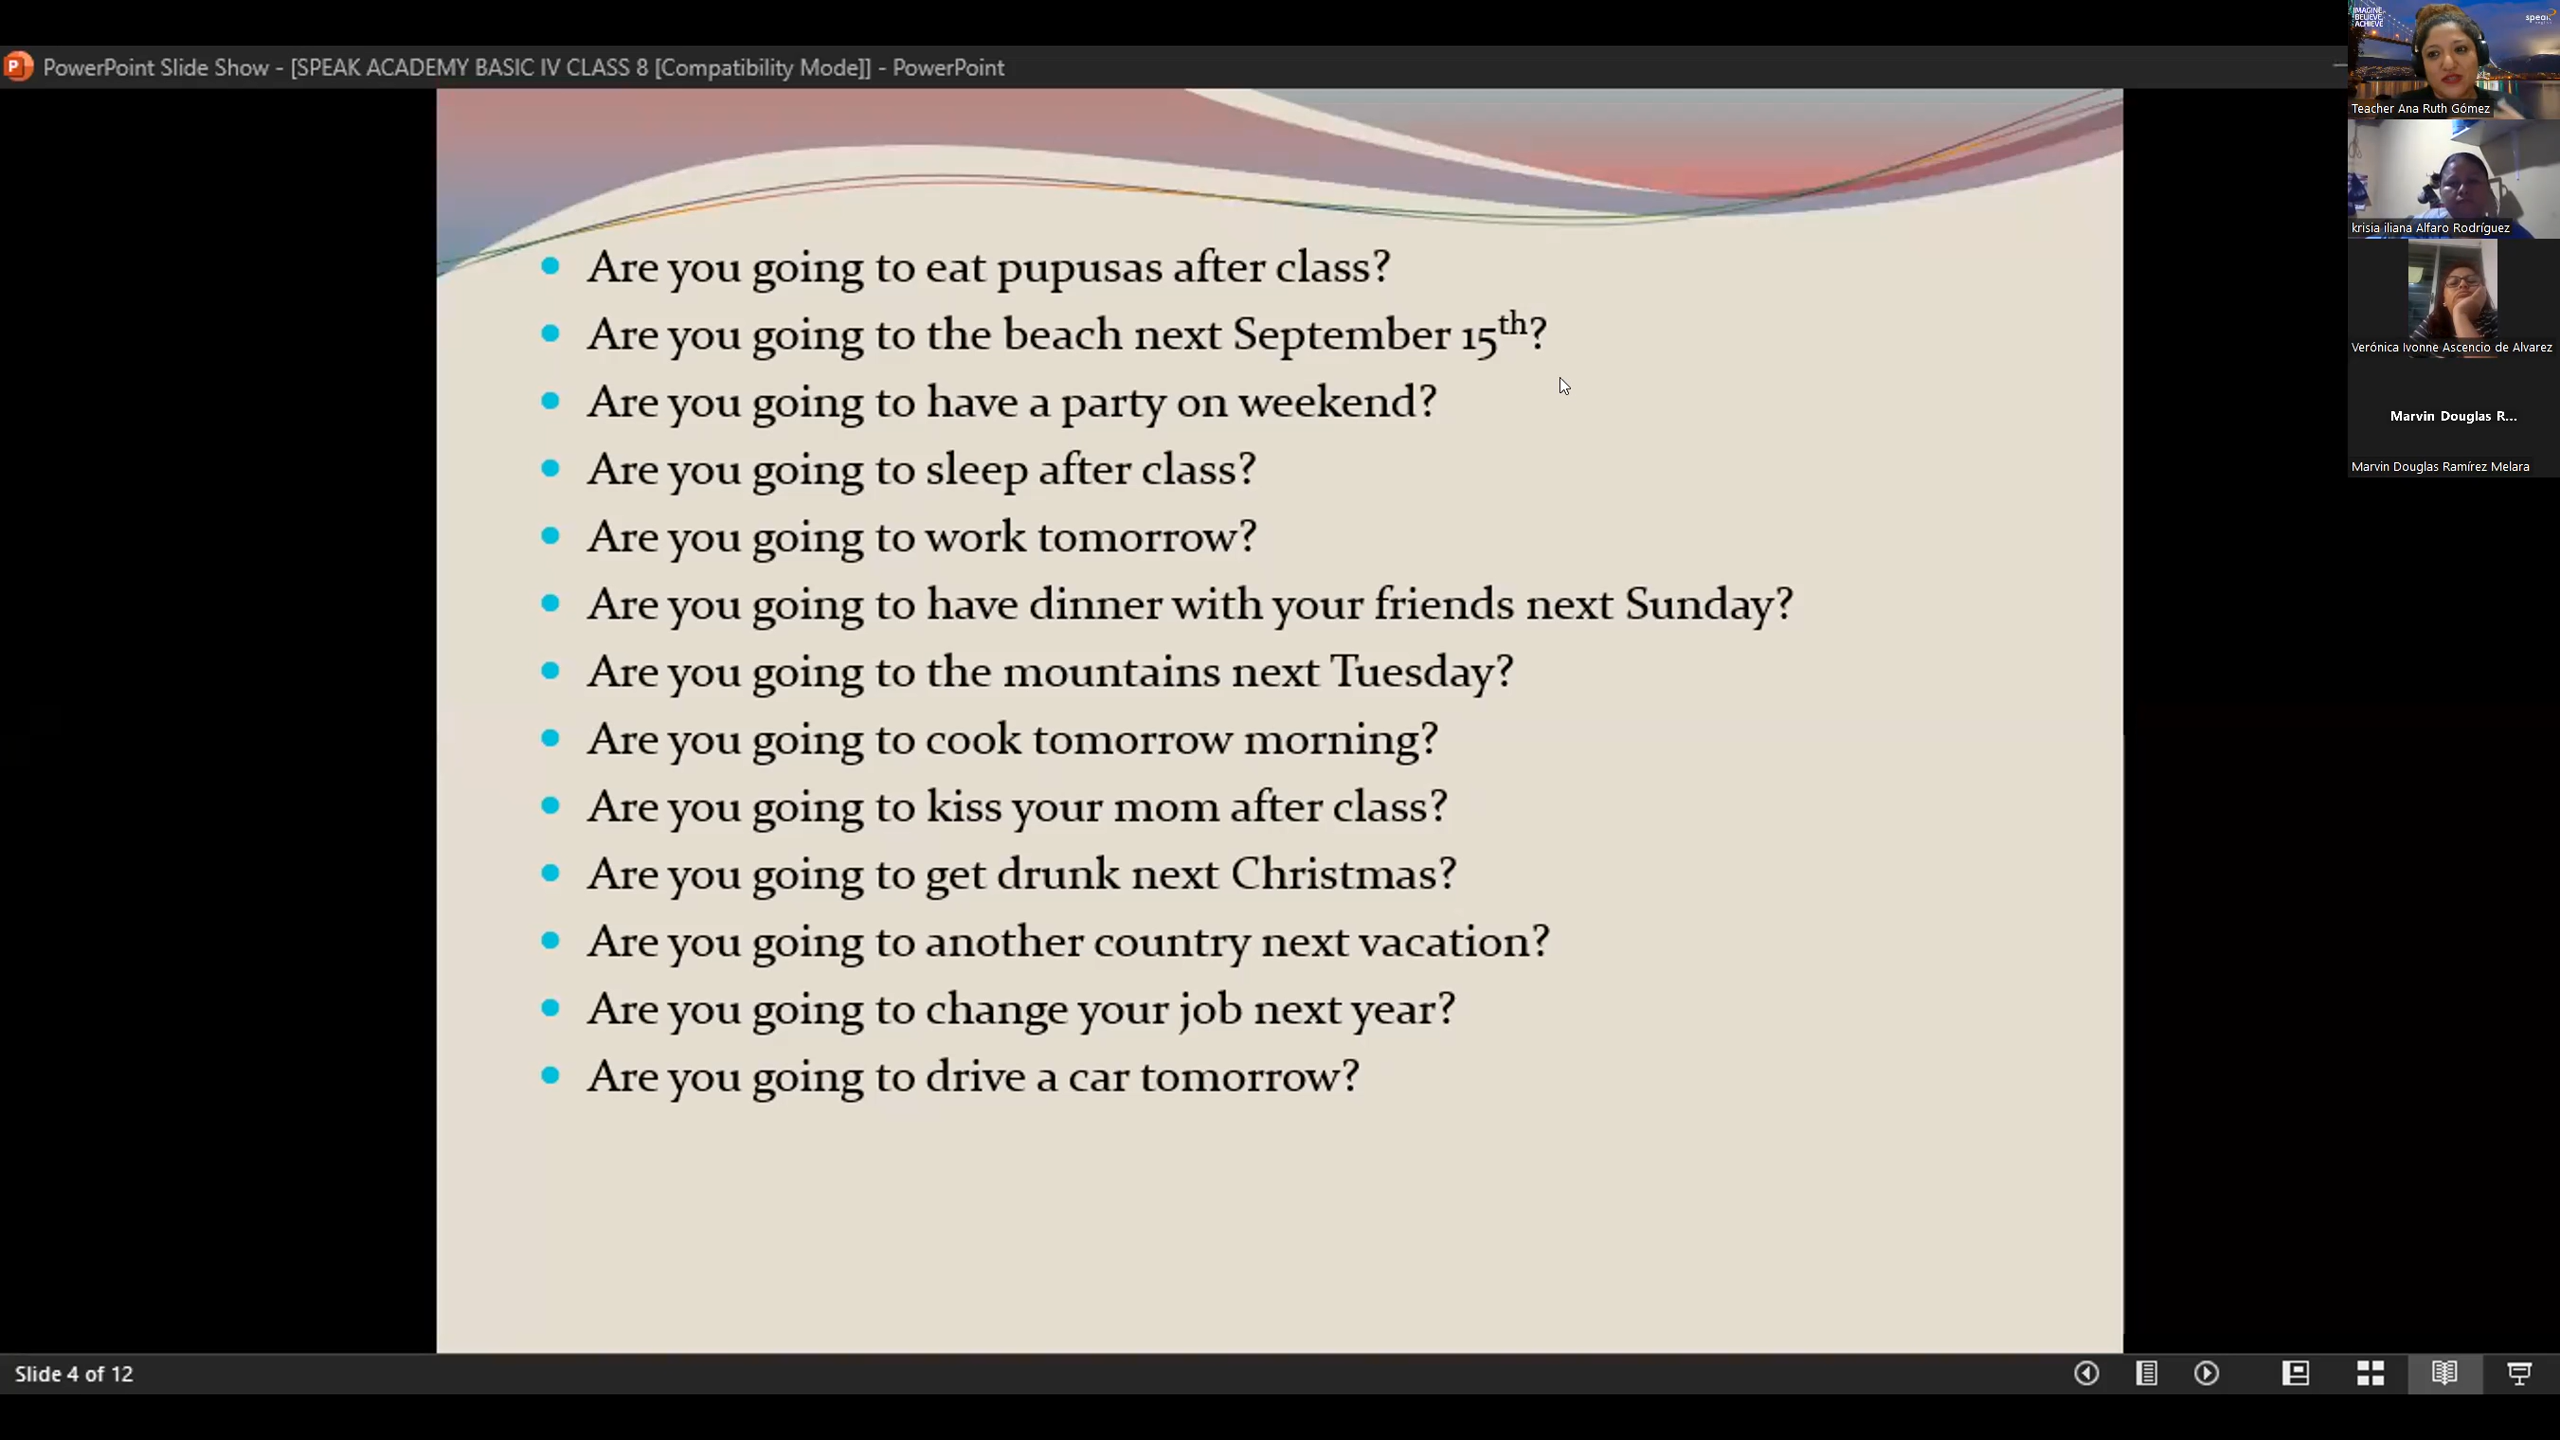 PowerPoint Slide Show - [SPEAK ACADEMY BASIC IV CLASS 8 [Compatibility Mode]] - PowerPoint
IMAGINE
BELIEVE
ACHIEVE
speak
Teacher Ana Ruth Gómez
krisia iliana Alfaro Rodríguez
Verónica Ivonne Ascencio de Alvarez
Marvin Douglas R...
Marvin Douglas Ramírez Melara
• Are you going to eat pupusas after class?
• Are you going to the beach next September 15th?
• Are you going to have a party on weekend?
• Are you going to sleep after class?
• Are you going to work tomorrow?
• Are you going to have dinner with your friends next Sunday?
• Are you going to the mountains next Tuesday?
• Are you going to cook tomorrow morning?
• Are you going to kiss your mom after class?
• Are you going to get drunk next Christmas?
• Are you going to another country next vacation?
• Are you going to change your job next year?
• Are you going to drive a car tomorrow?
Slide 4 of 12